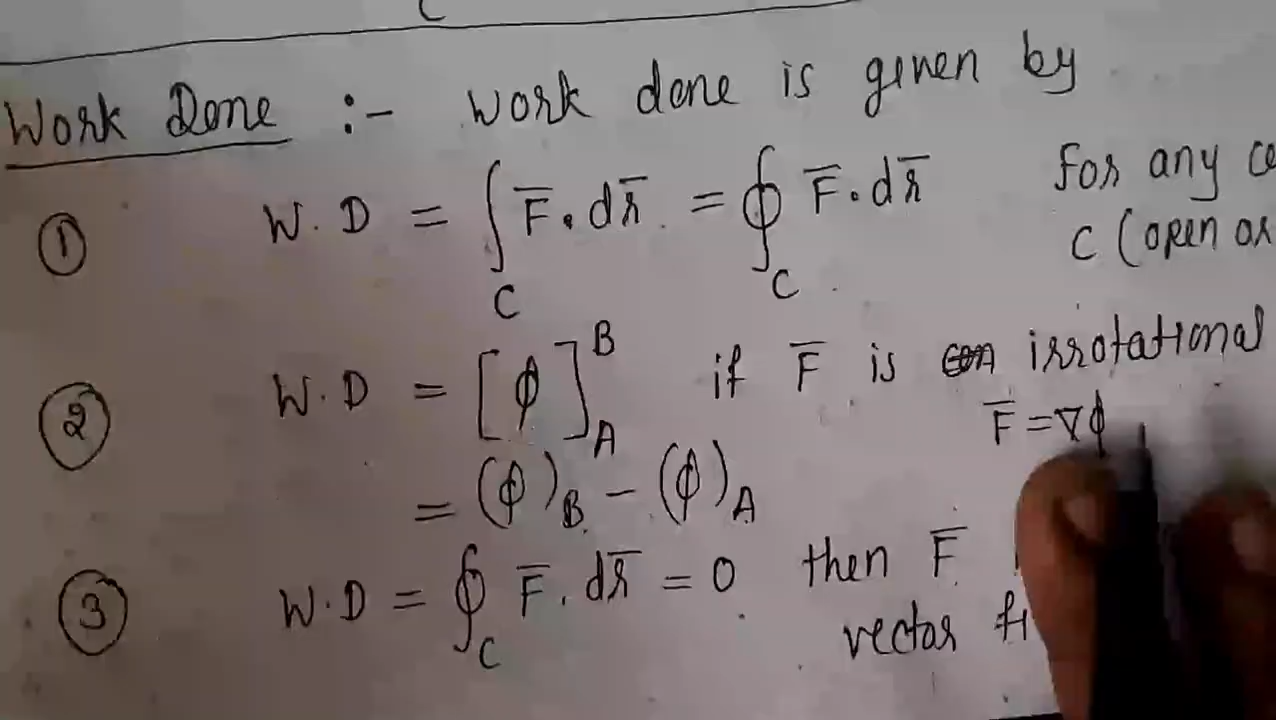 C
Work Done :- Work done is given by
① W.D = ∫_C F̅.dr̅ = ∮_C F̅.dr̅ For any
C (open or
② W.D = [φ]_A^B if F̅ is irrotational
F̅ = ∇φ
= (φ)_B - (φ)_A
③ W.D = ∮_C F̅.dr̅ = 0 then F̅
vector